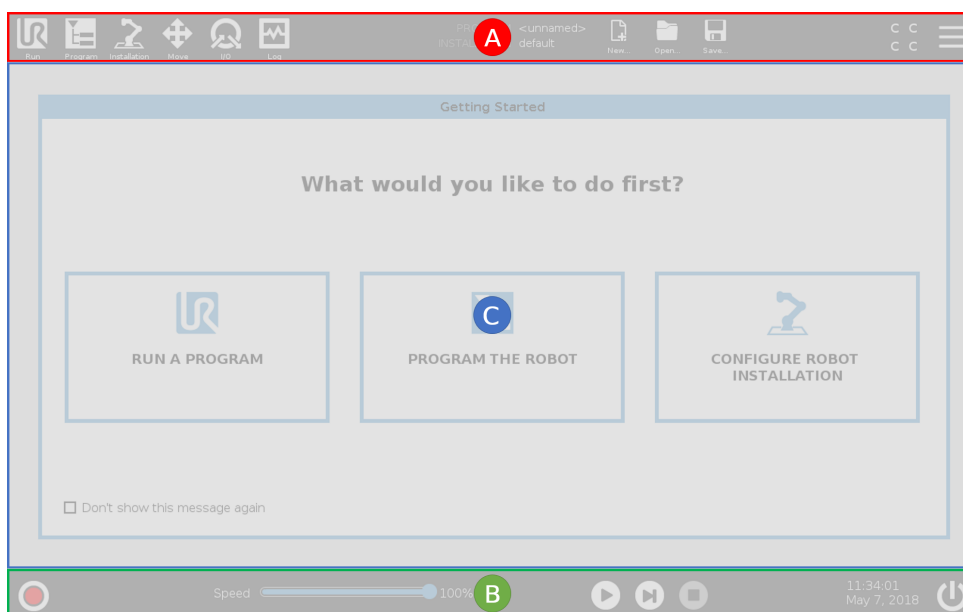 PR
<unnamed>
INSTAL
default
A
Run
Program
Installation
Move
I/O
Log
New...
Open...
Save...
C C
C C
Getting Started
What would you like to do first?
C
RUN A PROGRAM
PROGRAM THE ROBOT
CONFIGURE ROBOT
INSTALLATION
Don't show this message again
Speed
100%
B
11:34:01
May 7, 2018